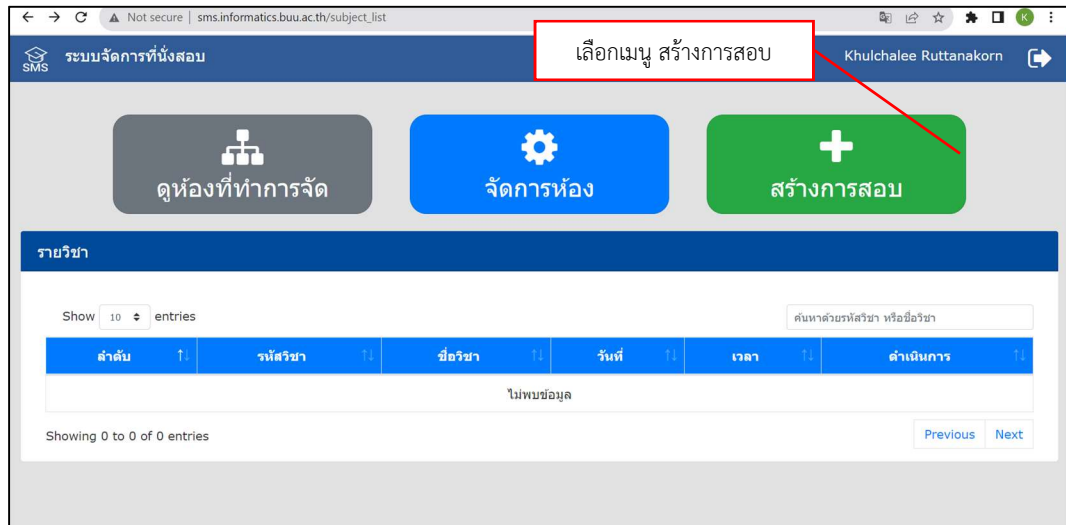 Not secure | sms.informatics.buu.ac.th/subject_list
K
SMS
ระบบจัดการที่นั่งสอบ
เลือกเมนู สร้างการสอบ
Khulchalee Ruttanakorn
ดูห้องที่ทำการจัด
จัดการห้อง
สร้างการสอบ
รายวิชา
Show 10 entries
ค้นหาด้วยรหัสวิชา หรือชื่อวิชา
ลำดับ รหัสวิชา ชื่อวิชา วันที่ เวลา ดำเนินการ
ไม่พบข้อมูล
Showing 0 to 0 of 0 entries
Previous Next